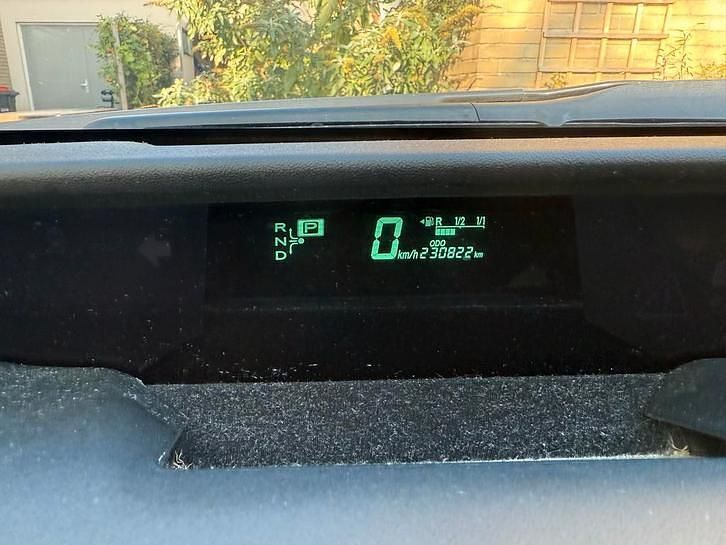 R P
N
D
0 km/h
R 1/2 1/1
ODO
230822 km